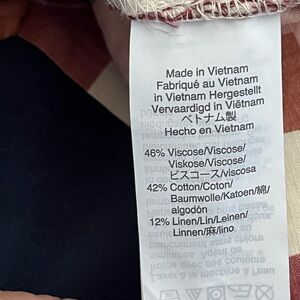 Made in Vietnam
Fabriqué au Vietnam
in Vietnam Hergestellt
Vervaardigd in Viëtnam
ベトナム製
Hecho en Vietnam
46% Viscose/Viscose/
Viskose/Viscose/
ビスコース/viscosa
42% Cotton/Coton/
Baumwolle/Katoen/綿/
algodón
12% Linen/Lin/Leinen/
Linnen/麻/lino